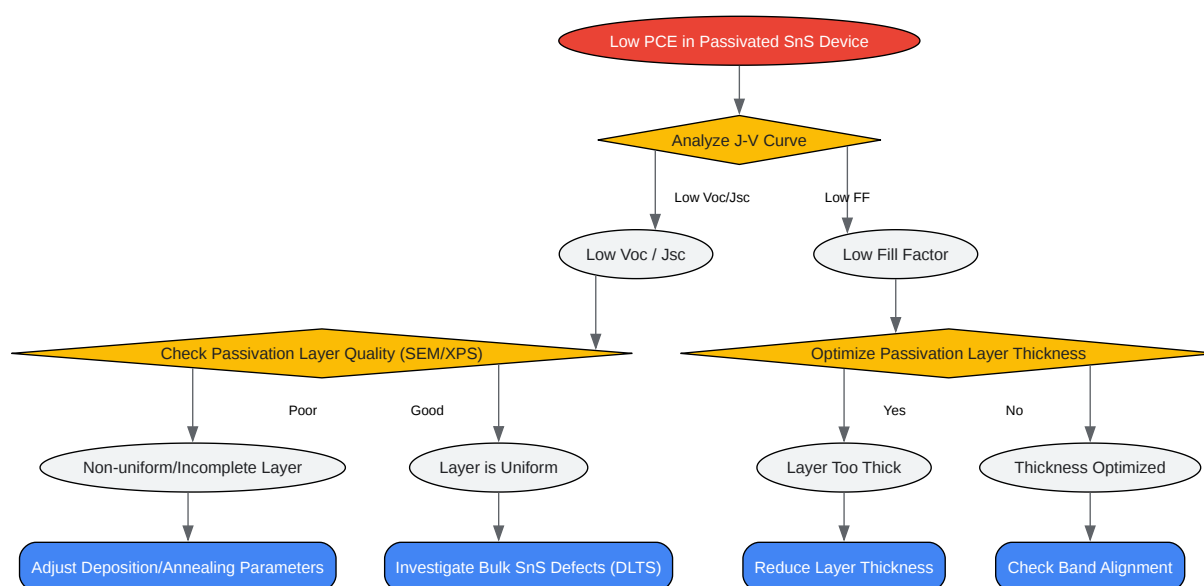 Low PCE in Passivated SnS Device
Analyze J-V Curve
Low Voc/Jsc
Low FF
Low Voc / Jsc
Low Fill Factor
Check Passivation Layer Quality (SEM/XPS)
Optimize Passivation Layer Thickness
Poor
Good
Yes
No
Non-uniform/Incomplete Layer
Layer is Uniform
Layer Too Thick
Thickness Optimized
Adjust Deposition/Annealing Parameters
Investigate Bulk SnS Defects (DLTS)
Reduce Layer Thickness
Check Band Alignment